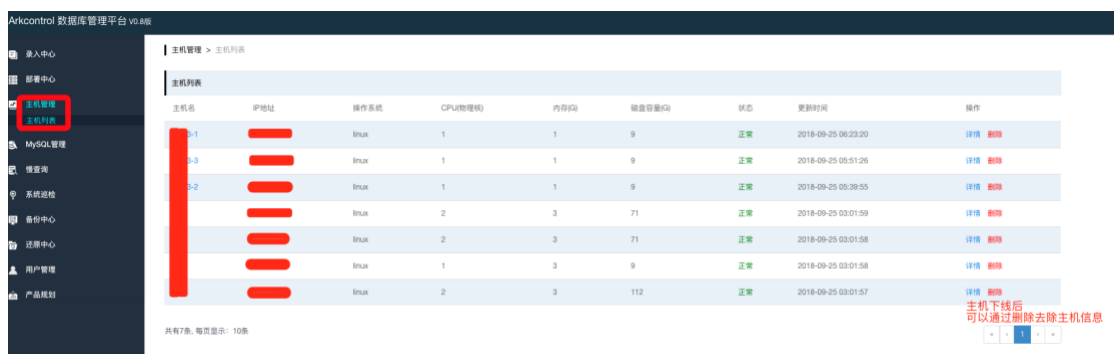 Arkcontrol 数据库管理平台 V0.8版
录入中心
部署中心
主机管理
主机列表
MySQL管理
慢查询
系统巡检
备份中心
还原中心
用户管理
产品规划
主机管理 > 主机列表
主机列表
主机名 IP地址 操作系统 CPU(物理核) 内存(G) 磁盘容量(G) 状态 更新时间 操作
3-1 linux 1 1 9 正常 2018-09-25 06:23:20 详情 删除
3-3 linux 1 1 9 正常 2018-09-25 05:51:26 详情 删除
3-2 linux 1 1 9 正常 2018-09-25 05:39:55 详情 删除
linux 2 3 71 正常 2018-09-25 03:01:59 详情 删除
linux 2 3 71 正常 2018-09-25 03:01:58 详情 删除
linux 1 3 9 正常 2018-09-25 03:01:58 详情 删除
linux 2 3 112 正常 2018-09-25 03:01:57 详情 删除
主机下线后
可以通过删除去除主机信息
共有7条, 每页显示: 10条
« ‹ 1 › »